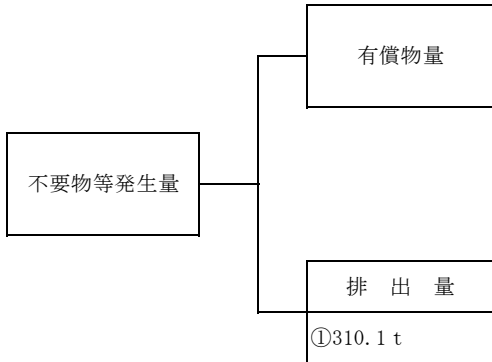 有償物量
不要物等発生量
排 出 量
①310.1 t